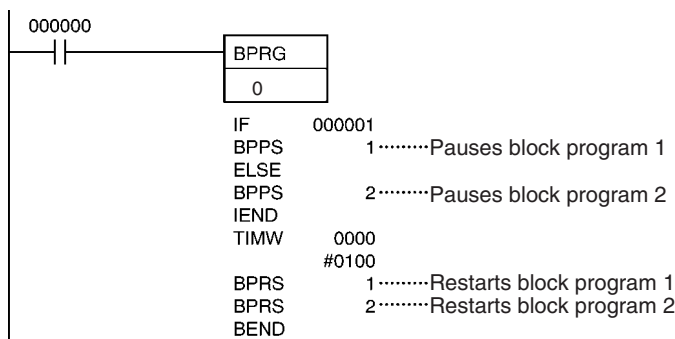 000000
BPRG
0
IF 000001
BPPS 1·········Pauses block program 1
ELSE
BPPS 2·········Pauses block program 2
IEND
TIMW 0000
#0100
BPRS 1·········Restarts block program 1
BPRS 2·········Restarts block program 2
BEND